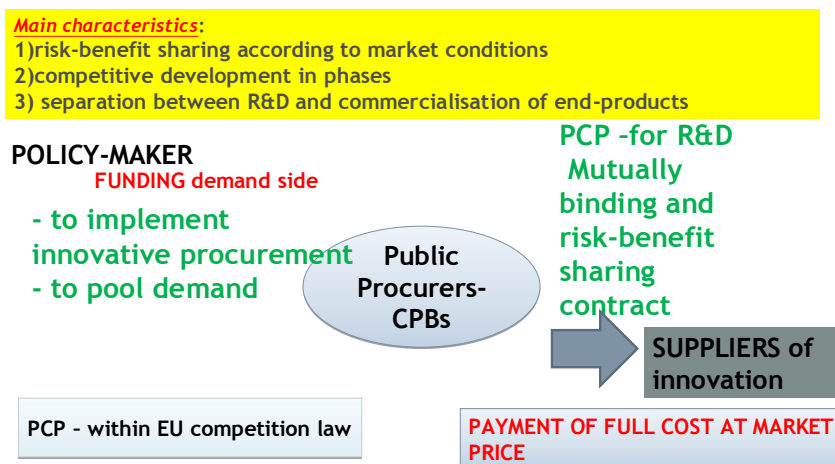 Main characteristics:
1)risk-benefit sharing according to market conditions
2)competitive development in phases
3) separation between R&D and commercialisation of end-products
POLICY-MAKER
FUNDING demand side
- to implement
innovative procurement
- to pool demand
Public
Procurers-
CPBs
PCP –for R&D
Mutually
binding and
risk-benefit
sharing
contract
SUPPLIERS of
innovation
PCP – within EU competition law
PAYMENT OF FULL COST AT MARKET
PRICE